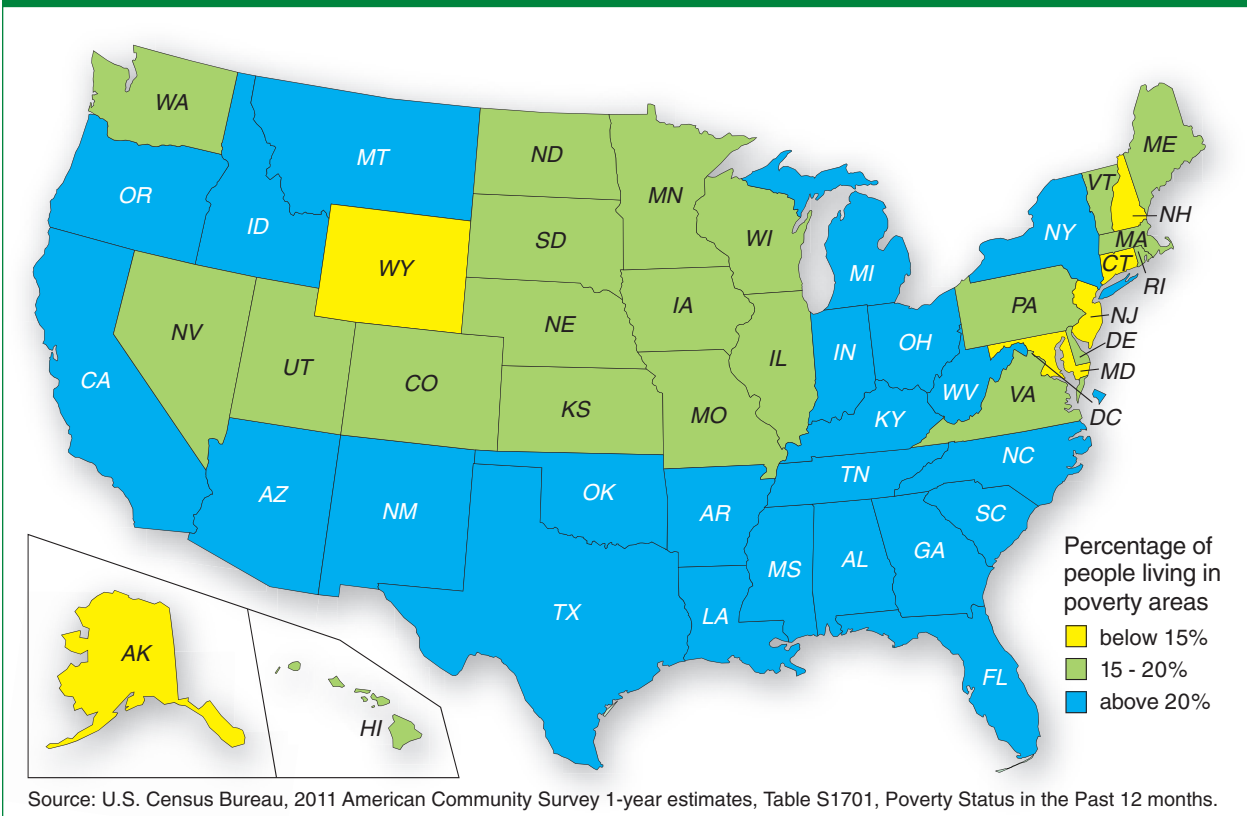 WA
MT
ND
MN
ME
VT
NH
OR
ID
SD
WI
NY
MA
WY
MI
CT
RI
IA
PA
NJ
NV
NE
OH
DE
UT
IL
IN
MD
CA
CO
WV
VA
KS
MO
KY
DC
NC
TN
AZ
OK
NM
AR
SC
GA
MS
AL
TX
LA
FL
AK
HI
Percentage of
people living in
poverty areas
below 15%
15 - 20%
above 20%
Source: U.S. Census Bureau, 2011 American Community Survey 1-year estimates, Table S1701, Poverty Status in the Past 12 months.